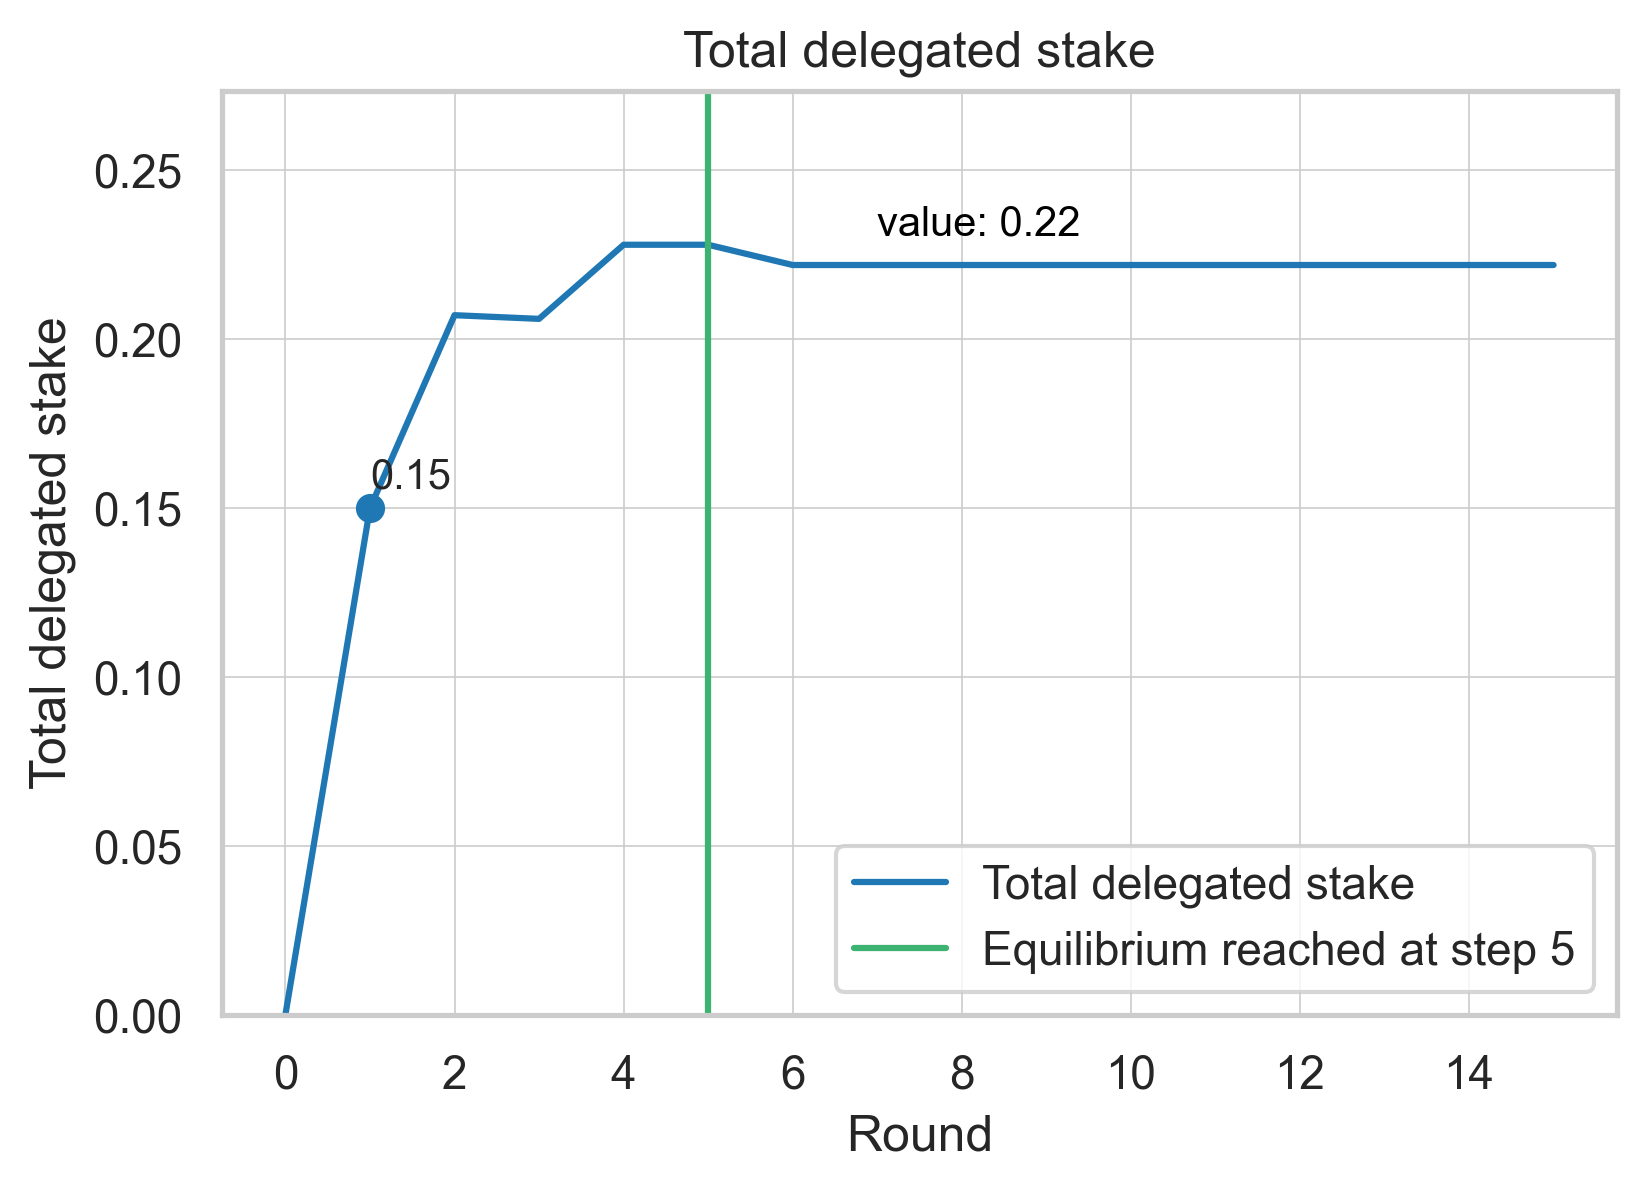 Total delegated stake
0.25
0.20
0.15
0.10
0.05
0.00
Total delegated stake
value: 0.22
0.15
Total delegated stake
Equilibrium reached at step 5
0 2 4 6 8 10 12 14
Round